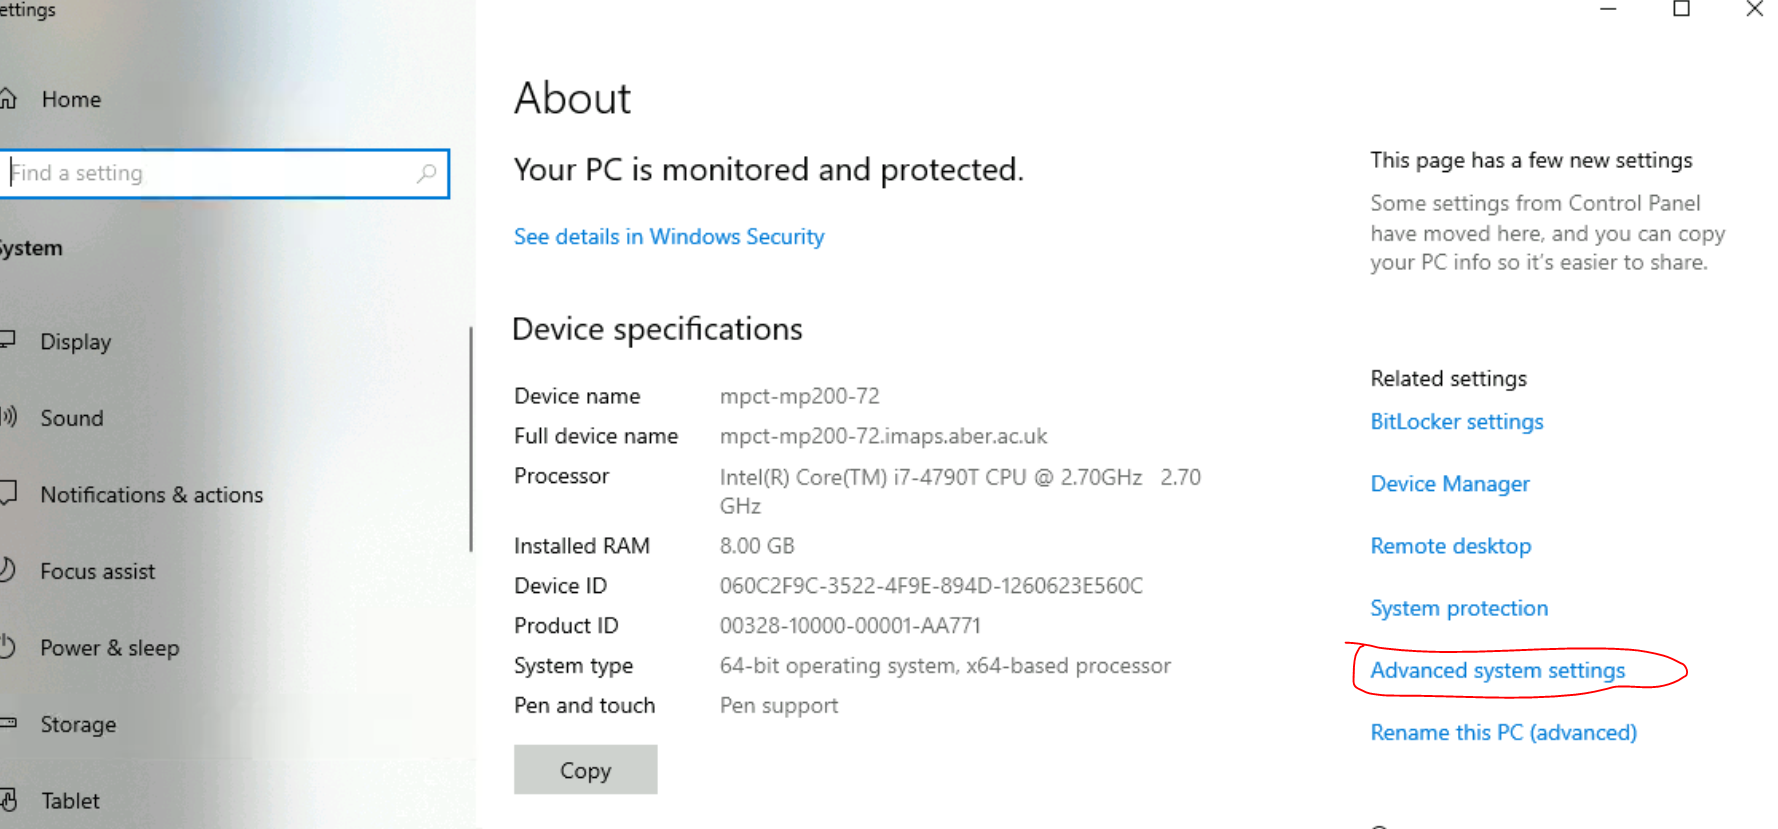 ettings
Home
Find a setting
System
Display
Sound
Notifications & actions
Focus assist
Power & sleep
Storage
Tablet
About
Your PC is monitored and protected.
See details in Windows Security
Device specifications
Device name mpct-mp200-72
Full device name mpct-mp200-72.imaps.aber.ac.uk
Processor Intel(R) Core(TM) i7-4790T CPU @ 2.70GHz 2.70
GHz
Installed RAM 8.00 GB
Device ID 060C2F9C-3522-4F9E-894D-1260623E560C
Product ID 00328-10000-00001-AA771
System type 64-bit operating system, x64-based processor
Pen and touch Pen support
Copy
This page has a few new settings
Some settings from Control Panel
have moved here, and you can copy
your PC info so it's easier to share.
Related settings
BitLocker settings
Device Manager
Remote desktop
System protection
Advanced system settings
Rename this PC (advanced)